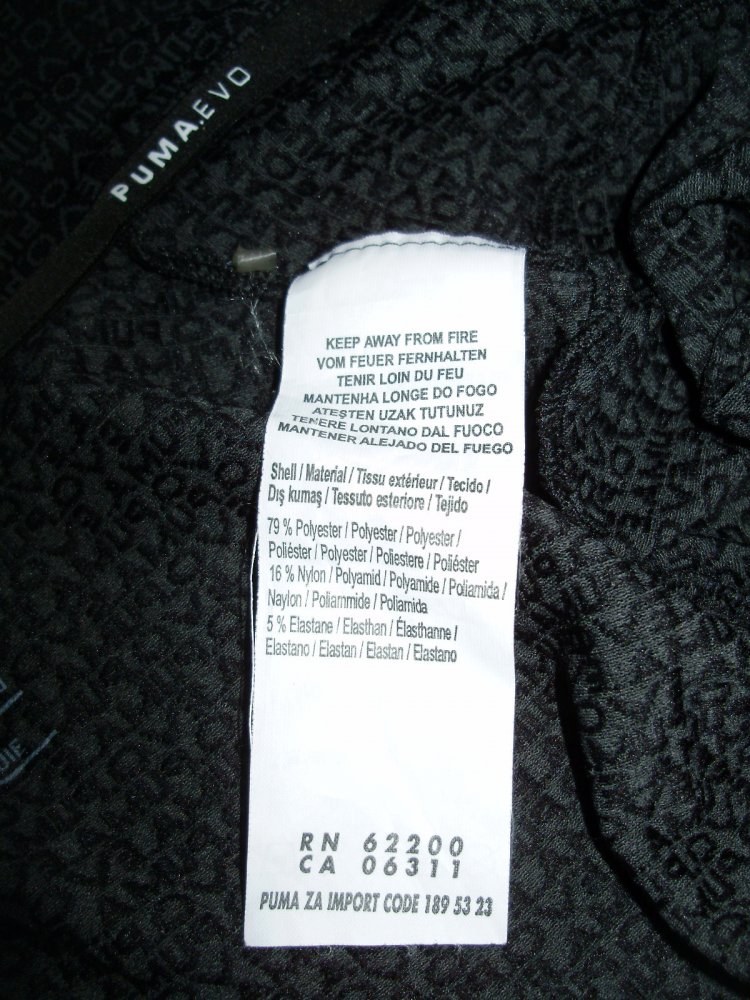 PUMA.EVO
KEEP AWAY FROM FIRE
VOM FEUER FERNHALTEN
TENIR LOIN DU FEU
MANTENHA LONGE DO FOGO
ATEŞTEN UZAK TUTUNUZ
TENERE LONTANO DAL FUOCO
MANTENER ALEJADO DEL FUEGO
Shell / Material / Tissu extérieur / Tecido /
Dış kumaş / Tessuto esteriore / Tejido
79 % Polyester / Polyester / Polyester /
Poliéster / Polyester / Poliestere / Poliéster
16 % Nylon / Polyamid / Polyamide / Poliamida /
Naylon / Poliammide / Poliamida
5 % Elastane / Elasthan / Élasthanne /
Elastano / Elastan / Elastan / Elastano
RN 62200
CA 06311
PUMA ZA IMPORT CODE 189 53 23